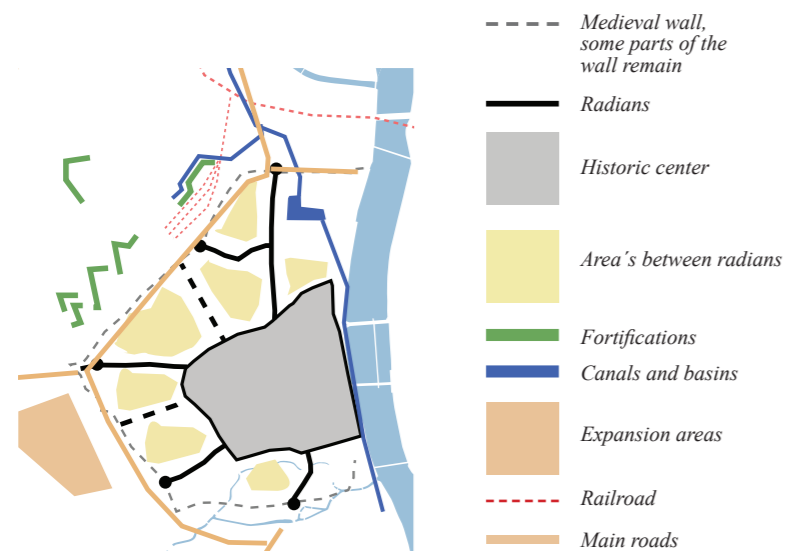 Medieval wall,
some parts of the
wall remain
Radians
Historic center
Area´s between radians
Fortifications
Canals and basins
Expansion areas
Railroad
Main roads